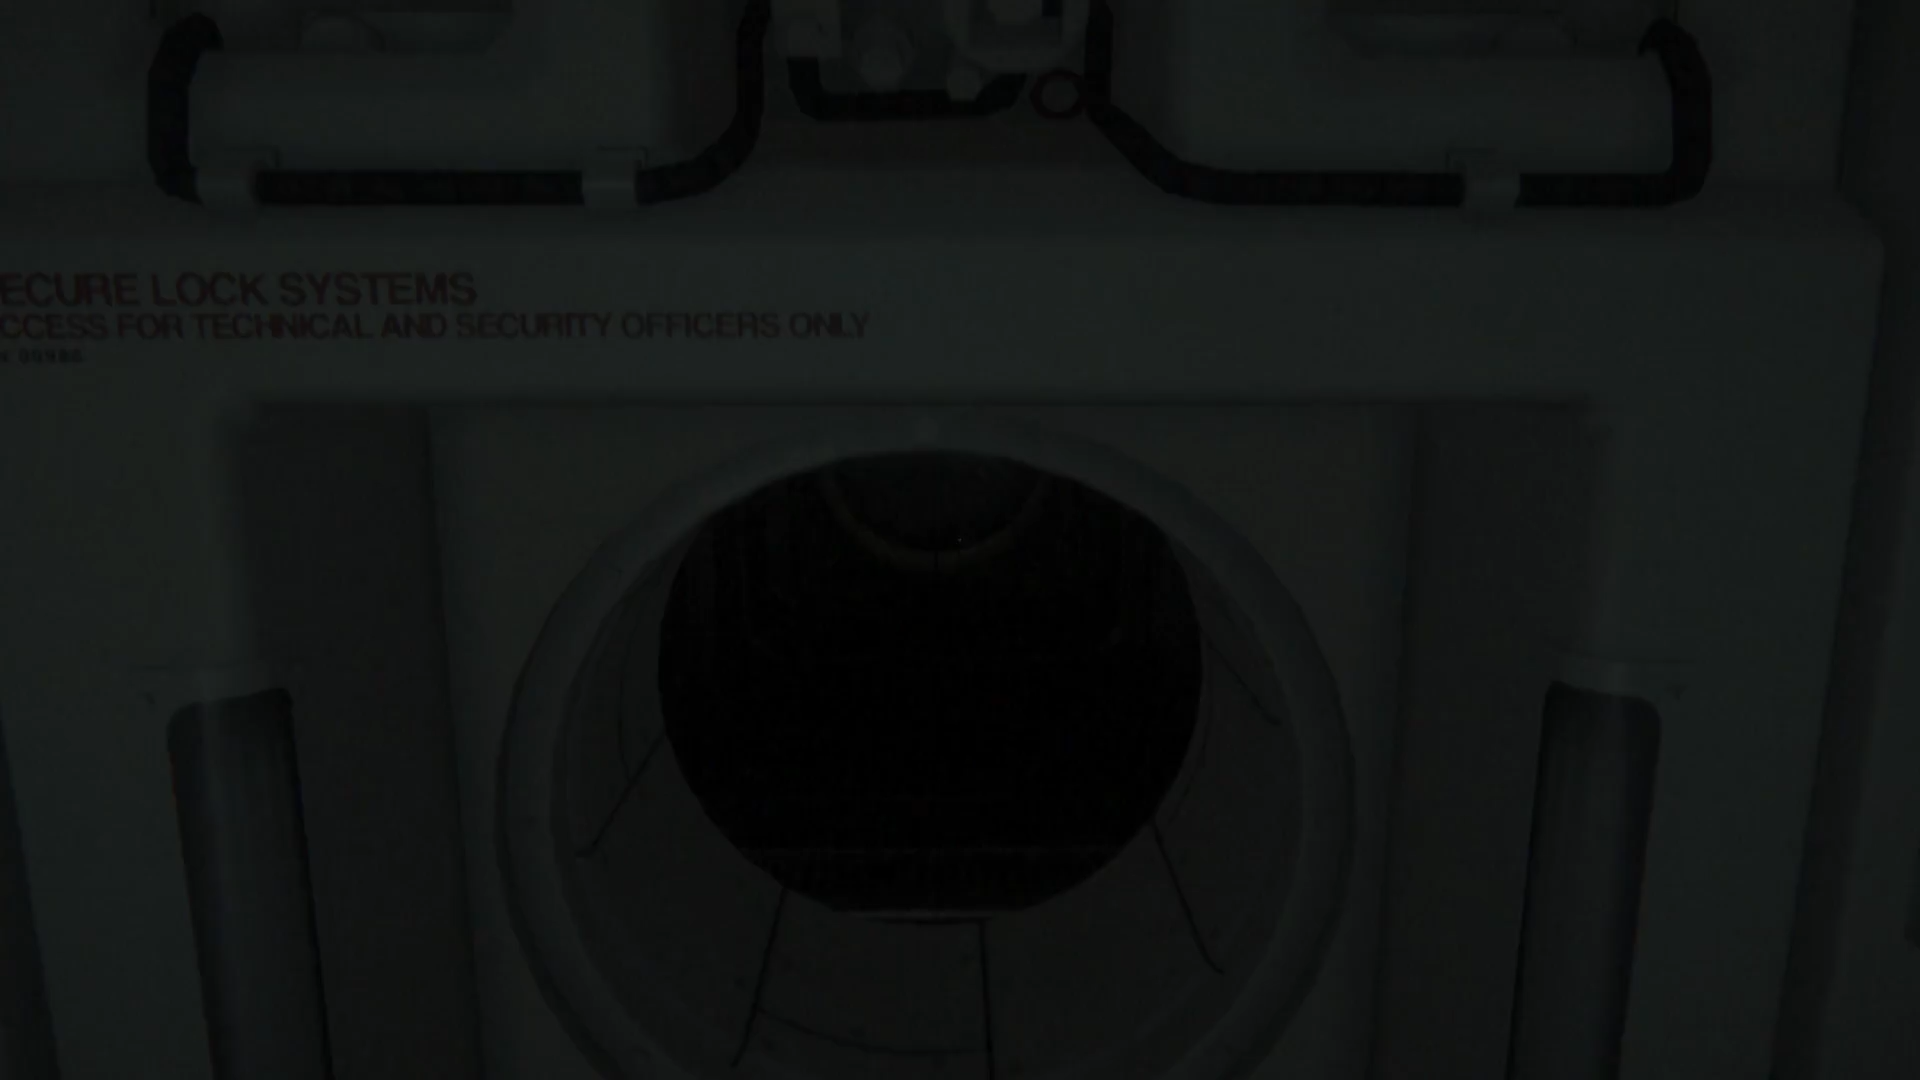 ECURE LOCK SYSTEMS
CCESS FOR TECHNICAL AND SECURITY OFFICERS ONLY